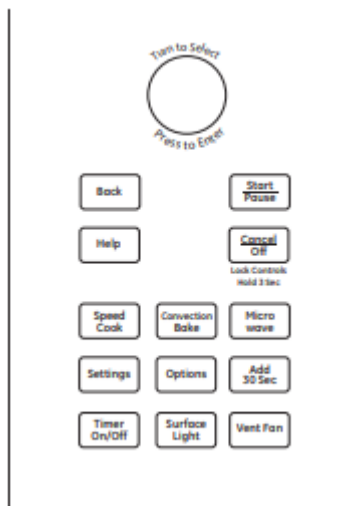 Turn to Select
Press to Enter
Back
Start
Pause
Help
Cancel
Off
Lock Controls
Hold 3 Sec
Speed
Cook
Convection
Bake
Micro
wave
Settings
Options
Add
30 Sec
Timer
On/Off
Surface
Light
Vent Fan